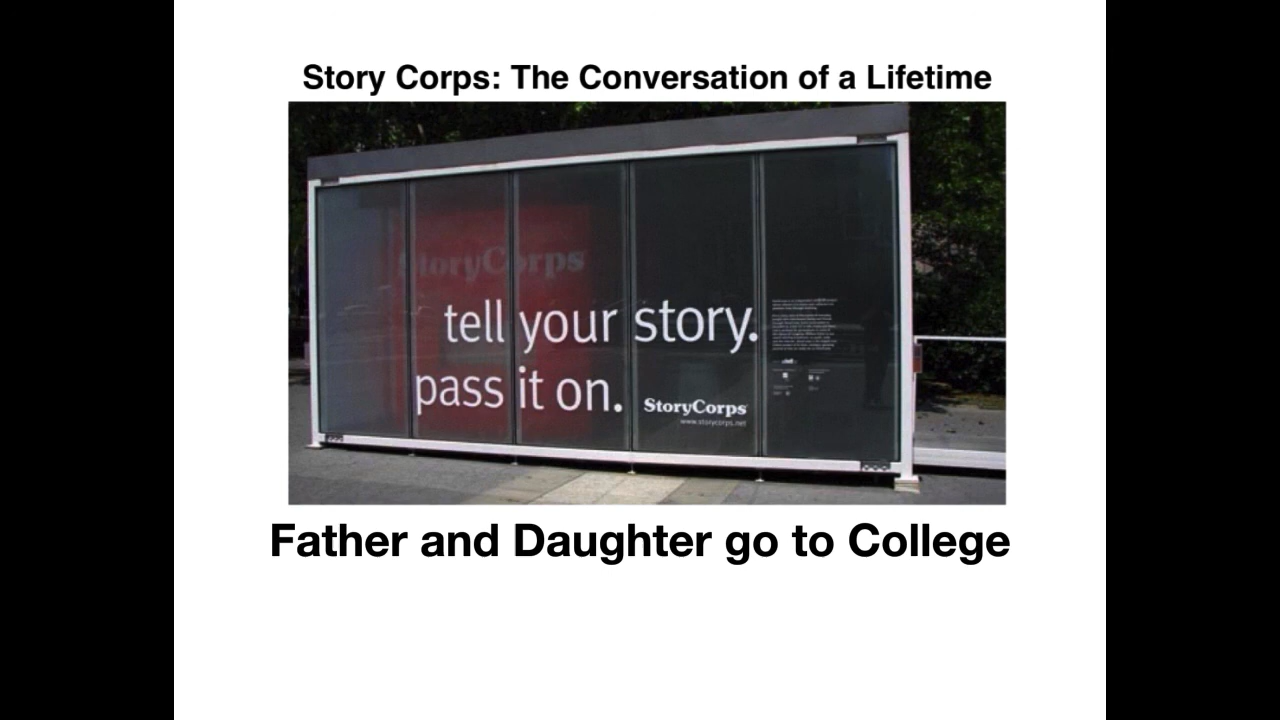 Story Corps: The Conversation of a Lifetime
StoryCorps
tell your story.
pass it on.
StoryCorps
www.storycorps.net
Father and Daughter go to College